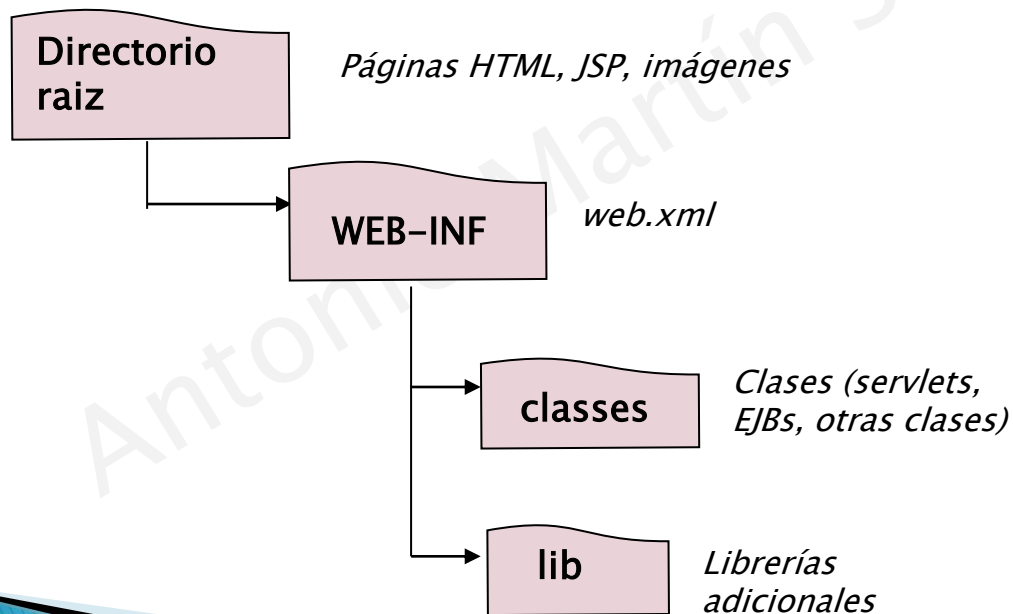 Directorio
raiz
Páginas HTML, JSP, imágenes
WEB-INF
web.xml
classes
Clases (servlets,
EJBs, otras clases)
lib
Librerías
adicionales
Antonio Martín